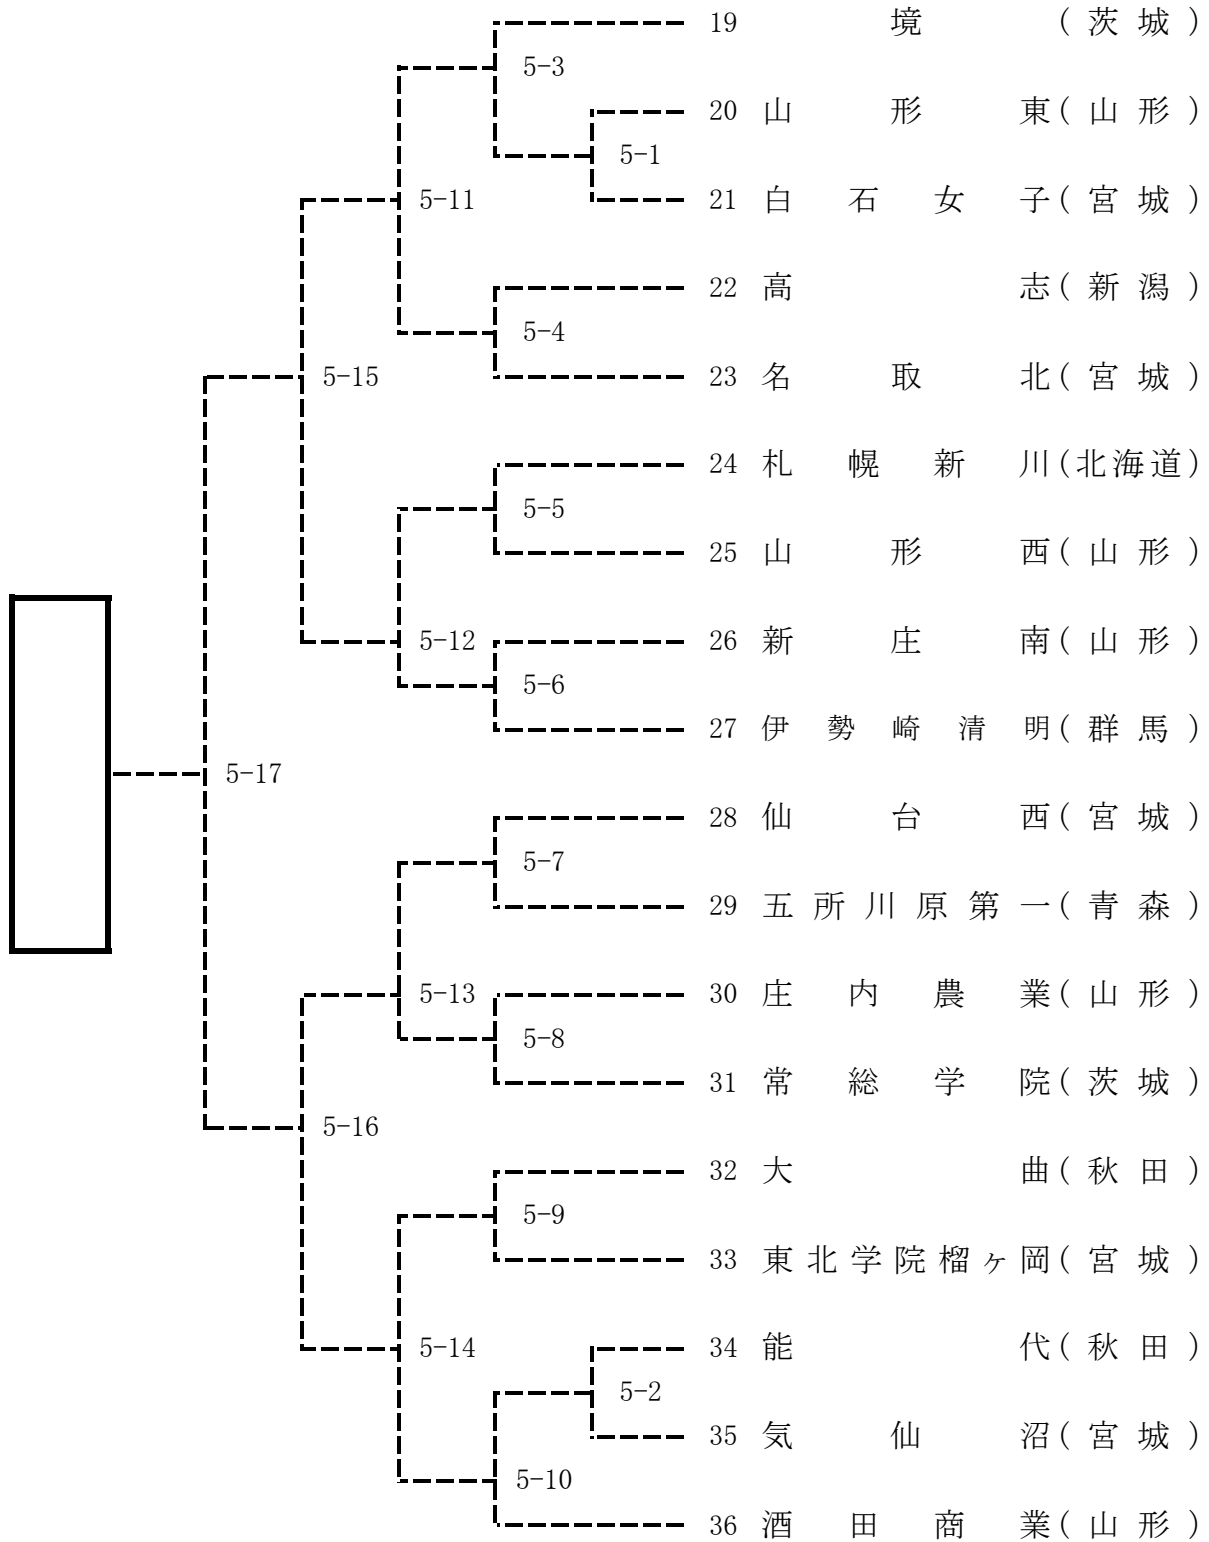 19 境 (茨城)
5-3
20 山形東(山形)
5-1
21 白石女子(宮城)
5-11
22 高志(新潟)
5-4
23 名取北(宮城)
5-15
24 札幌新川(北海道)
5-5
25 山形西(山形)
5-12
26 新庄南(山形)
5-6
27 伊勢崎清明(群馬)
5-17
28 仙台西(宮城)
5-7
29 五所川原第一(青森)
5-13
30 庄内農業(山形)
5-8
31 常総学院(茨城)
5-16
32 大曲(秋田)
5-9
33 東北学院榴ヶ岡(宮城)
5-14
34 能代(秋田)
5-2
35 気仙沼(宮城)
5-10
36 酒田商業(山形)